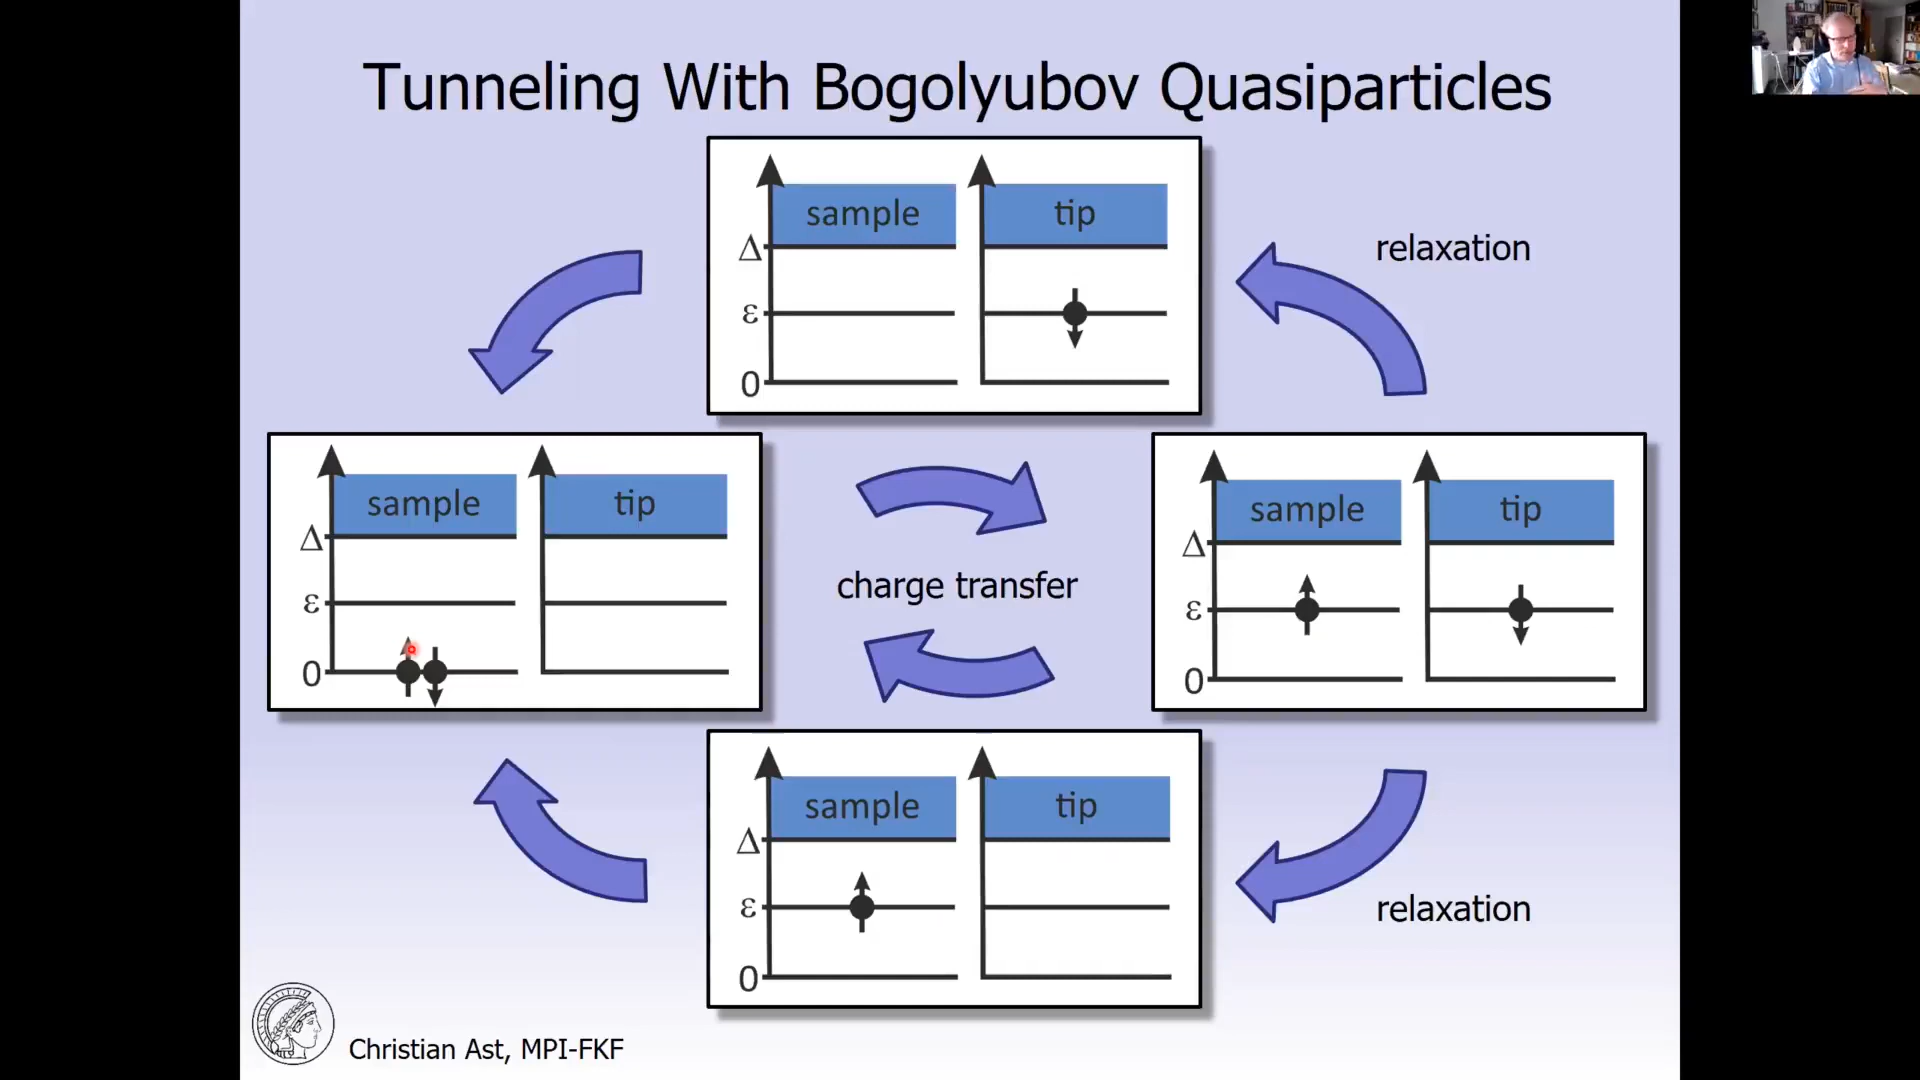 Tunneling With Bogolyubov Quasiparticles
sample tip
Δ
ε
0
relaxation
sample tip
Δ
ε
0
charge transfer
sample tip
Δ
ε
0
sample tip
Δ
ε
0
relaxation
Christian Ast, MPI-FKF